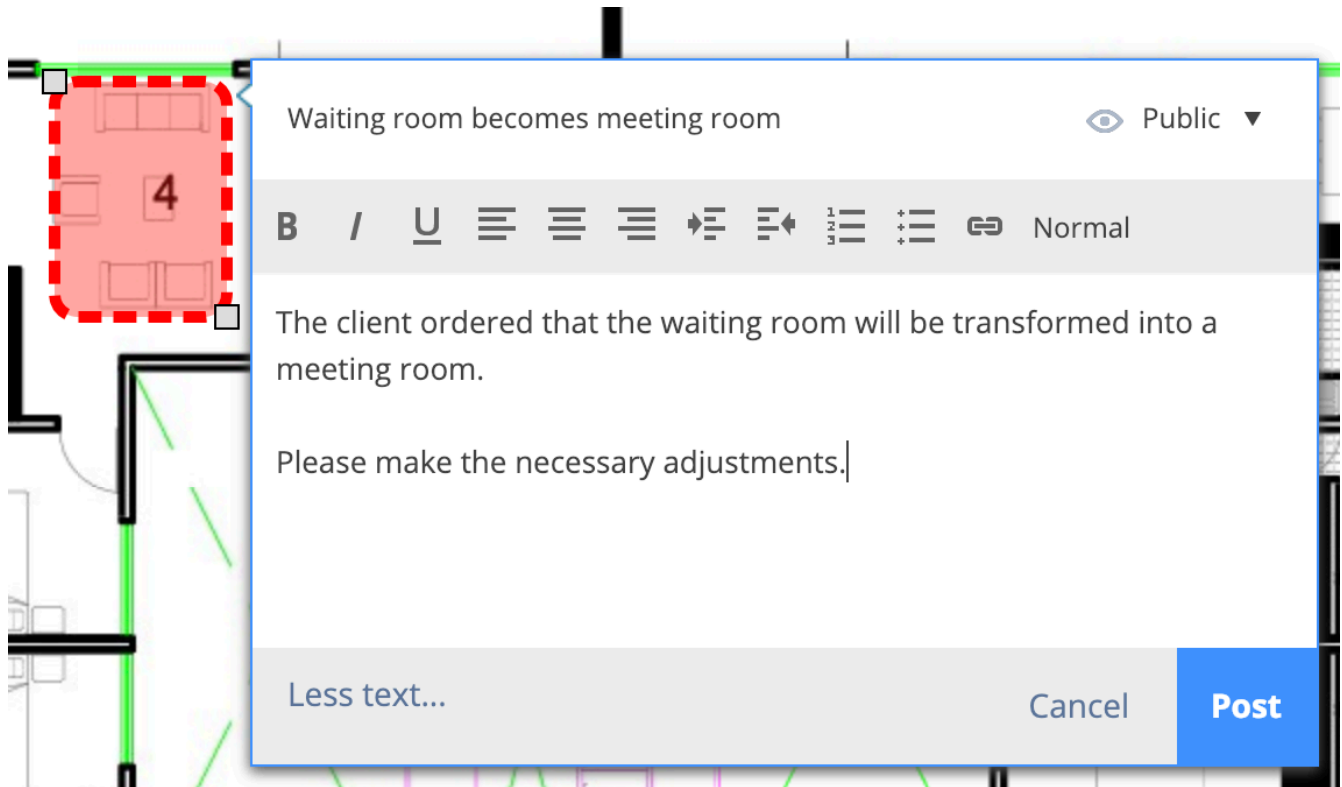 4
Waiting room becomes meeting room
Public ▼
B I U Normal
The client ordered that the waiting room will be transformed into a
meeting room.
Please make the necessary adjustments.
Less text...
Cancel
Post